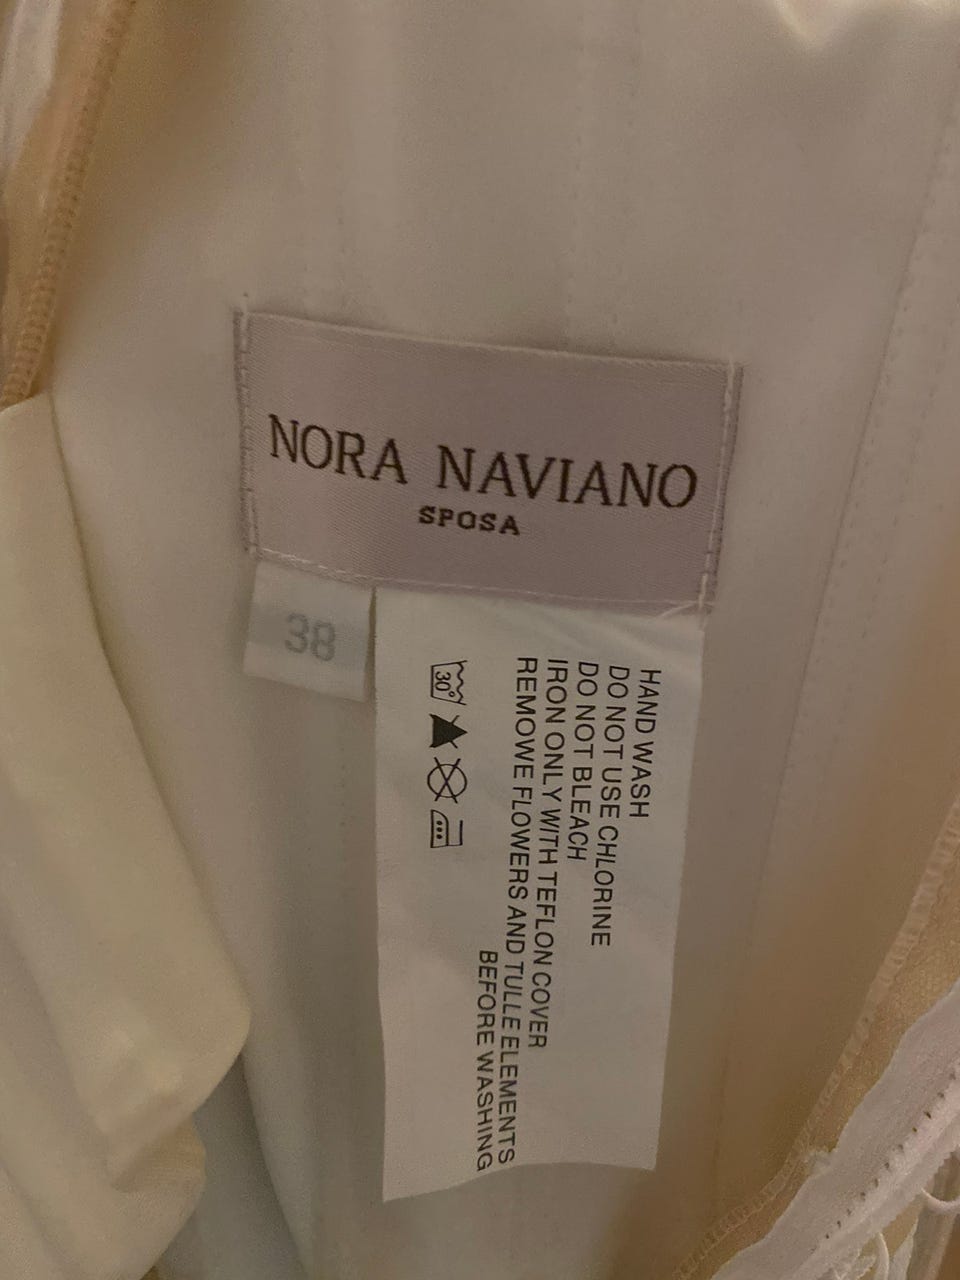 NORA NAVIANO
SPOSA
38
HAND WASH
DO NOT USE CHLORINE
DO NOT BLEACH
IRON ONLY WITH TEFLON COVER
REMOWE FLOWERS AND TULLE ELEMENTS
BEFORE WASHING
30°